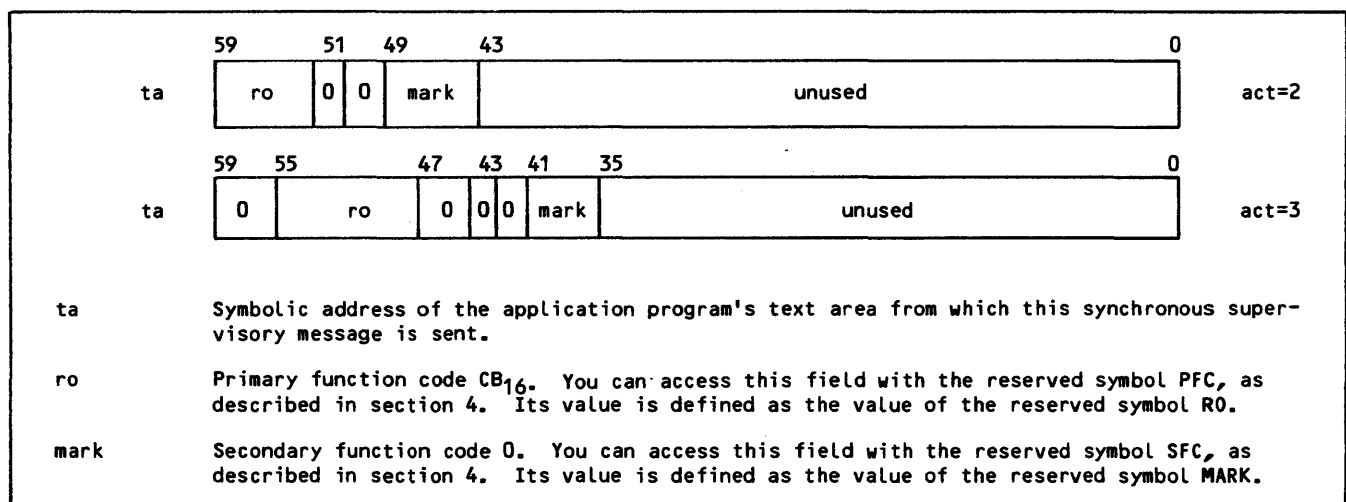 59 51 49 43 0
ta ro 0 0 mark unused act=2
59 55 47 43 41 35 0
ta 0 ro 0 0 0 mark unused act=3
ta Symbolic address of the application program's text area from which this synchronous super-
visory message is sent.
ro Primary function code CB16. You can access this field with the reserved symbol PFC, as
described in section 4. Its value is defined as the value of the reserved symbol RO.
mark Secondary function code 0. You can access this field with the reserved symbol SFC, as
described in section 4. Its value is defined as the value of the reserved symbol MARK.